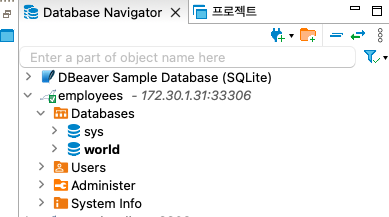 Database Navigator
프로젝트
Enter a part of object name here
DBeaver Sample Database (SQLite)
employees - 172.30.1.31:33306
Databases
sys
world
Users
Administer
System Info